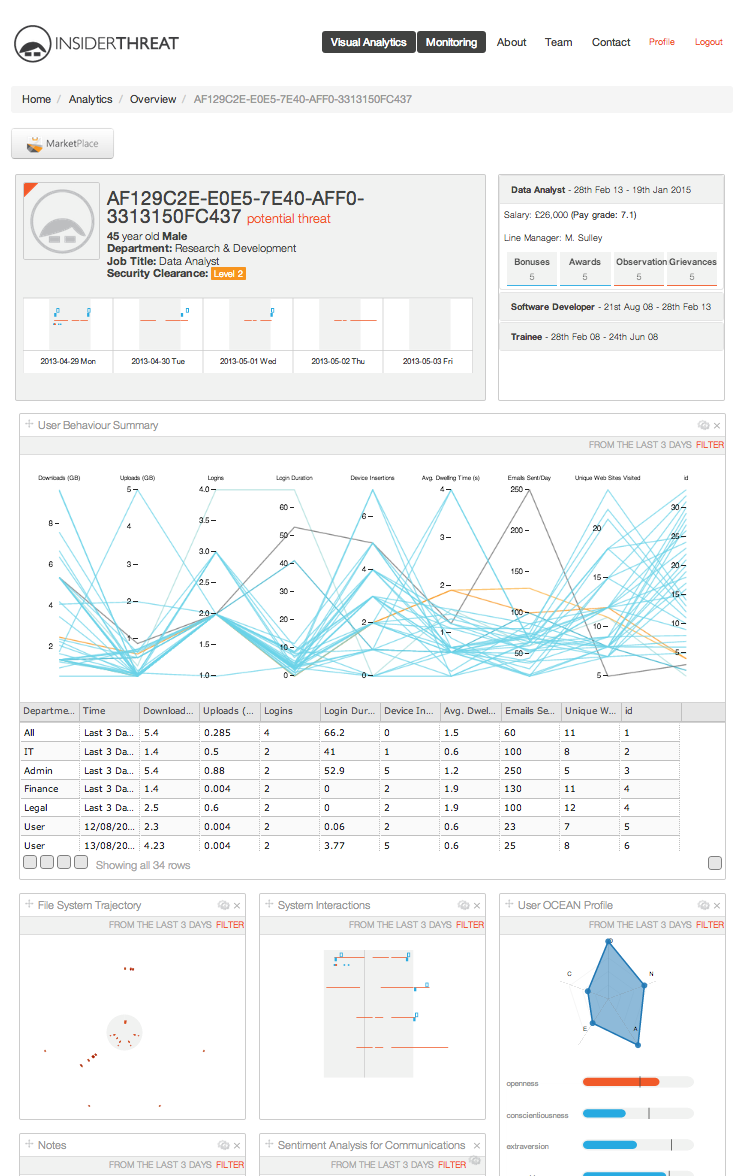 INSIDERTHREAT
Visual Analytics Monitoring About Team Contact Profile Logout
Home / Analytics / Overview / AF129C2E-E0E5-7E40-AFF0-3313150FC437
MarketPlace
AF129C2E-E0E5-7E40-AFF0-
3313150FC437 potential threat
45 year old Male
Department: Research & Development
Job Title: Data Analyst
Security Clearance: Level 2
2013-04-29 Mon 2013-04-30 Tue 2013-05-01 Wed 2013-05-02 Thu 2013-05-03 Fri
Data Analyst - 28th Feb 13 - 19th Jan 2015
Salary: £26,000 (Pay grade: 7.1)
Line Manager: M. Sulley
Bonuses Awards Observation Grievances
5 5 5 5
Software Developer - 21st Aug 08 - 28th Feb 13
Trainee - 28th Feb 08 - 24th Jun 08
User Behaviour Summary
FROM THE LAST 3 DAYS FILTER
Downloads (GB) Uploads (GB) Logins Login Duration Device Insertions Avg. Dwelling Time (s) Emails Sent/Day Unique Web Sites Visited id
8 6 4 2
5 4 3 2 1
4.0 3.5 3.0 2.5 2.0 1.5 1.0
60 50 40 30 20 10 0
6 4 2 0
4 3 2 1
250 200 150 100 50
20 15 10 5
30 25 20 15 10 5
Departme... Time Download... Uploads (... Logins Login Dur... Device In... Avg. Dwel... Emails Se... Unique W... id
All Last 3 Da... 5.4 0.285 4 66.2 0 1.5 60 11 1
IT Last 3 Da... 1.4 0.5 2 41 1 0.6 100 8 2
Admin Last 3 Da... 5.4 0.88 2 52.9 5 1.2 250 5 3
Finance Last 3 Da... 1.4 0.004 2 0 2 1.9 130 11 4
Legal Last 3 Da... 2.5 0.6 2 0 2 1.9 100 12 4
User 12/08/20... 2.3 0.004 2 0.06 2 0.6 23 7 5
User 13/08/20... 4.23 0.004 2 3.77 5 0.6 25 8 6
Showing all 34 rows
File System Trajectory
FROM THE LAST 3 DAYS FILTER
System Interactions
FROM THE LAST 3 DAYS FILTER
User OCEAN Profile
FROM THE LAST 3 DAYS FILTER
O
C N
E A
openness
conscientiousness
extraversion
Notes
FROM THE LAST 3 DAYS FILTER
Sentiment Analysis for Communications
FROM THE LAST 3 DAYS FILTER